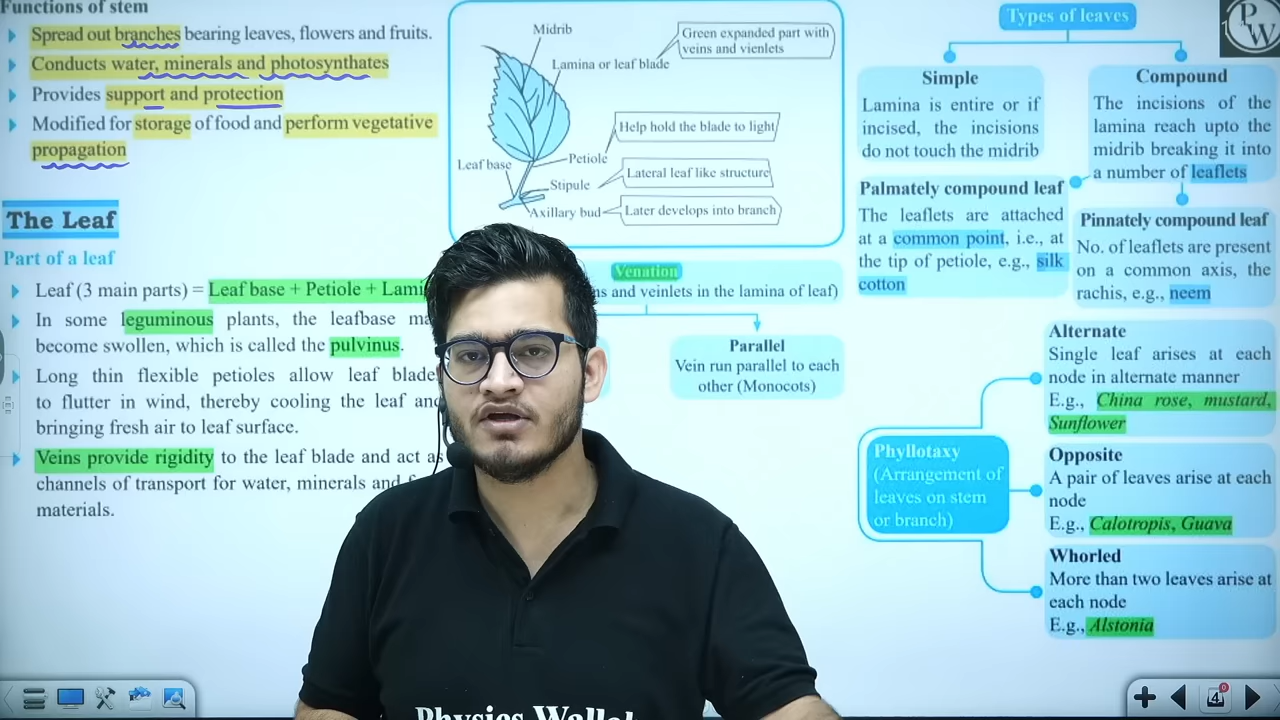 Functions of stem
Spread out branches bearing leaves, flowers and fruits.
Conducts water, minerals and photosynthates
Provides support and protection
Modified for storage of food and perform vegetative
propagation
The Leaf
Part of a leaf
Leaf (3 main parts) = Leaf base + Petiole + Lami
In some leguminous plants, the leafbase ma
become swollen, which is called the pulvinus.
Long thin flexible petioles allow leaf blade
to flutter in wind, thereby cooling the leaf and
bringing fresh air to leaf surface.
Veins provide rigidity to the leaf blade and act as
channels of transport for water, minerals and
materials.
Midrib
Green expanded part with
veins and vienlets
Lamina or leaf blade
Help hold the blade to light
Petiole
Leaf base
Lateral leaf like structure
Stipule
Axillary bud
Later develops into branch
Venation
s and veinlets in the lamina of leaf)
Parallel
Vein run parallel to each
other (Monocots)
Types of leaves
Simple
Lamina is entire or if
incised, the incisions
do not touch the midrib
Compound
The incisions of the
lamina reach upto the
midrib breaking it into
a number of leaflets
Palmately compound leaf
The leaflets are attached
at a common point, i.e., at
the tip of petiole, e.g., silk
cotton
Pinnately compound leaf
No. of leaflets are present
on a common axis, the
rachis, e.g., neem
Phyllotaxy
(Arrangement of
leaves on stem
or branch)
Alternate
Single leaf arises at each
node in alternate manner
E.g., China rose, mustard,
Sunflower
Opposite
A pair of leaves arise at each
node
E.g., Calotropis, Guava
Whorled
More than two leaves arise at
each node
E.g., Alstonia
P
W
Physics Wallah
4
0